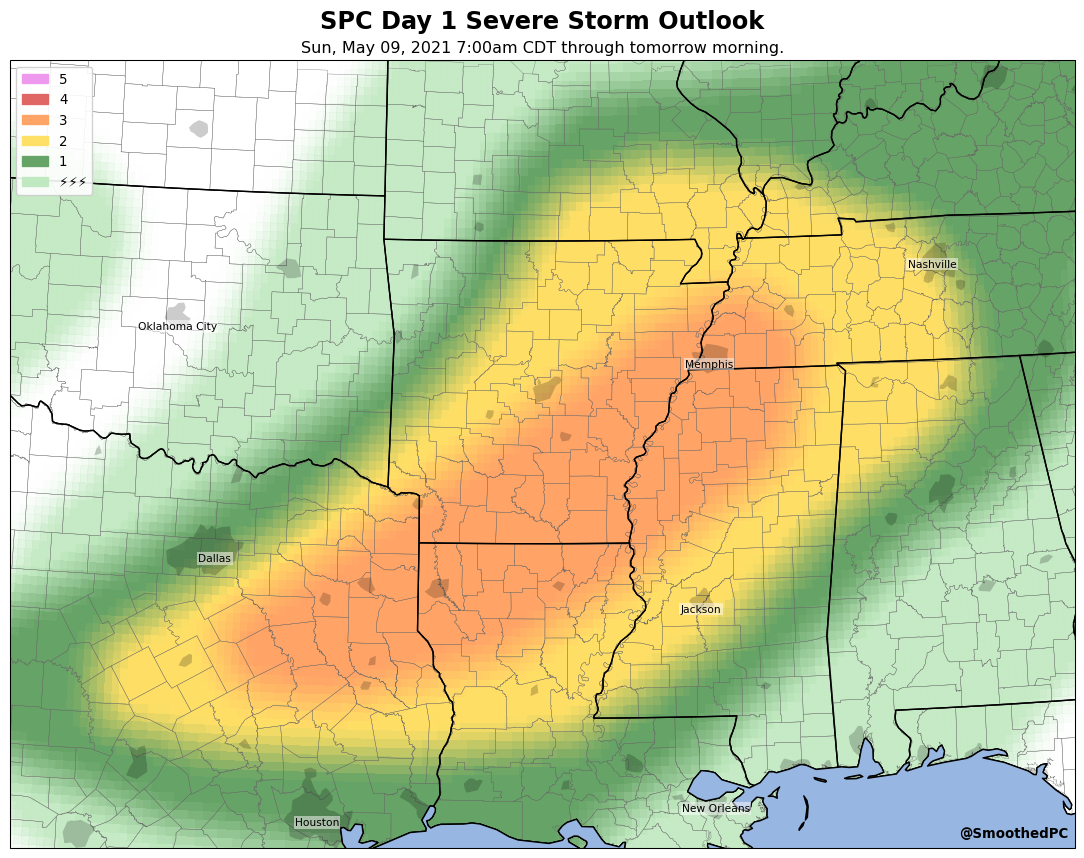 SPC Day 1 Severe Storm Outlook
Sun, May 09, 2021 7:00am CDT through tomorrow morning.
5
4
3
2
1
⚡⚡⚡
Nashville
Oklahoma City
Memphis
Dallas
Jackson
New Orleans
Houston
@SmoothedPC